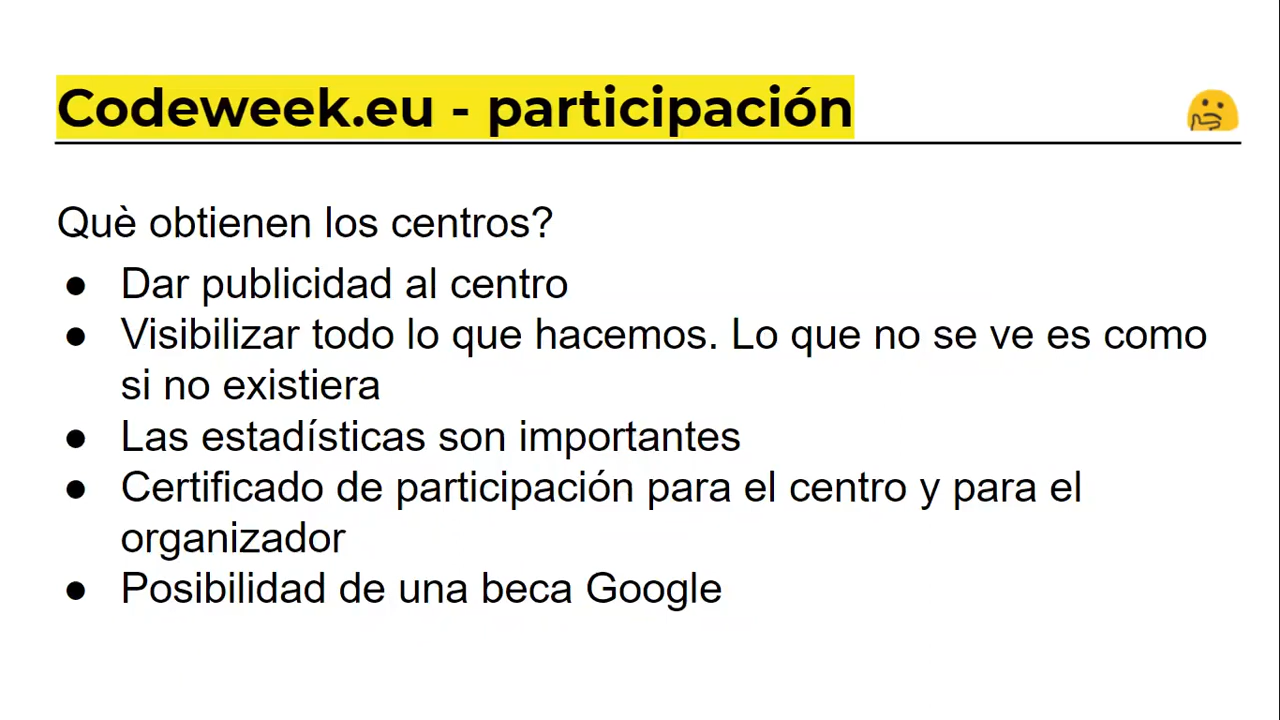 Codeweek.eu - participación
Què obtienen los centros?
● Dar publicidad al centro
● Visibilizar todo lo que hacemos. Lo que no se ve es como
si no existiera
● Las estadísticas son importantes
● Certificado de participación para el centro y para el
organizador
● Posibilidad de una beca Google